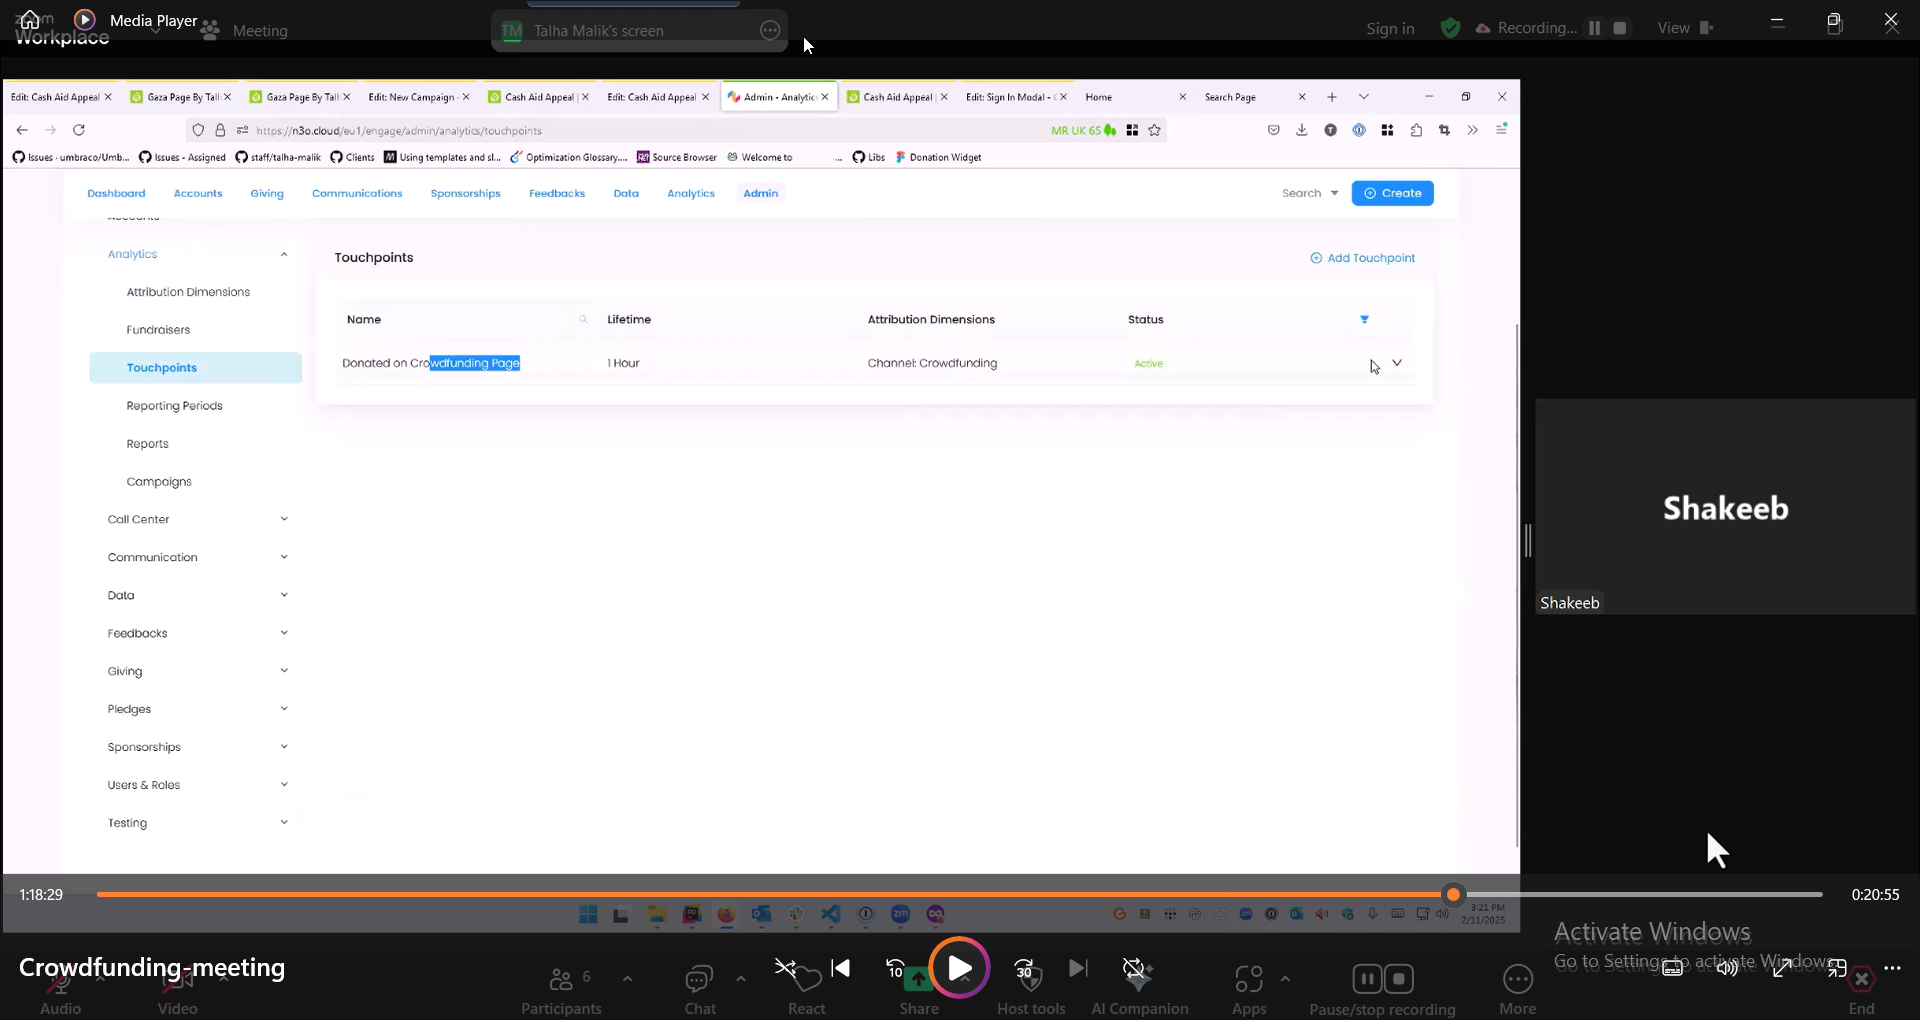 zoom
Workplace
Media Player
Meeting
TM Talha Malik's screen
Sign in
Recording...
View
Edit: Cash Aid Appeal
Gaza Page By Talh
Gaza Page By Talh
Edit: New Campaign -
Cash Aid Appeal |
Edit: Cash Aid Appeal
Admin - Analytic
Cash Aid Appeal |
Edit: Sign In Modal -
Home
Search Page
https://n3o.cloud/eu1/engage/admin/analytics/touchpoints
MR UK 65
Issues · umbraco/Umb...
Issues - Assigned
staff/talha-malik
Clients
Using templates and sl...
Optimization Glossary,...
Source Browser
Welcome to
...
Libs
Donation Widget
Dashboard
Accounts
Giving
Communications
Sponsorships
Feedbacks
Data
Analytics
Admin
Search
Create
Accounts
Analytics
Attribution Dimensions
Fundraisers
Touchpoints
Reporting Periods
Reports
Campaigns
Call Center
Communication
Data
Feedbacks
Giving
Pledges
Sponsorships
Users & Roles
Testing
Touchpoints
Add Touchpoint
Name
Lifetime
Attribution Dimensions
Status
Donated on Crowdfunding Page
1 Hour
Channel: Crowdfunding
Active
Shakeeb
Shakeeb
1:18:29
0:20:55
3:21 PM
2/11/2025
Activate Windows
Go to Settings to activate Windows.
Crowdfunding-meeting
10
30
6
Audio
Video
Participants
Chat
React
Share
Host tools
AI Companion
Apps
Pause/stop recording
More
End